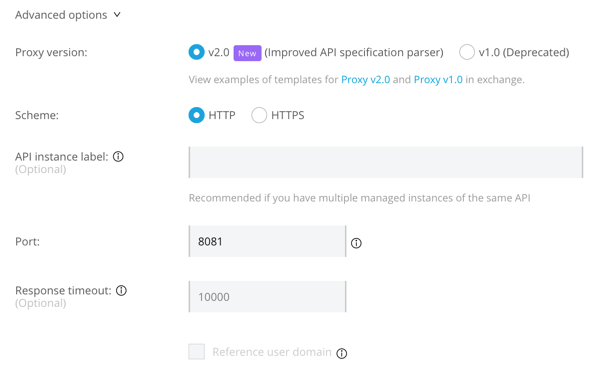 Advanced options
Proxy version: v2.0 New (Improved API specification parser) v1.0 (Deprecated)
View examples of templates for Proxy v2.0 and Proxy v1.0 in exchange.
Scheme: HTTP HTTPS
API instance label:
(Optional)
Recommended if you have multiple managed instances of the same API
Port: 8081
Response timeout: 10000
(Optional)
Reference user domain